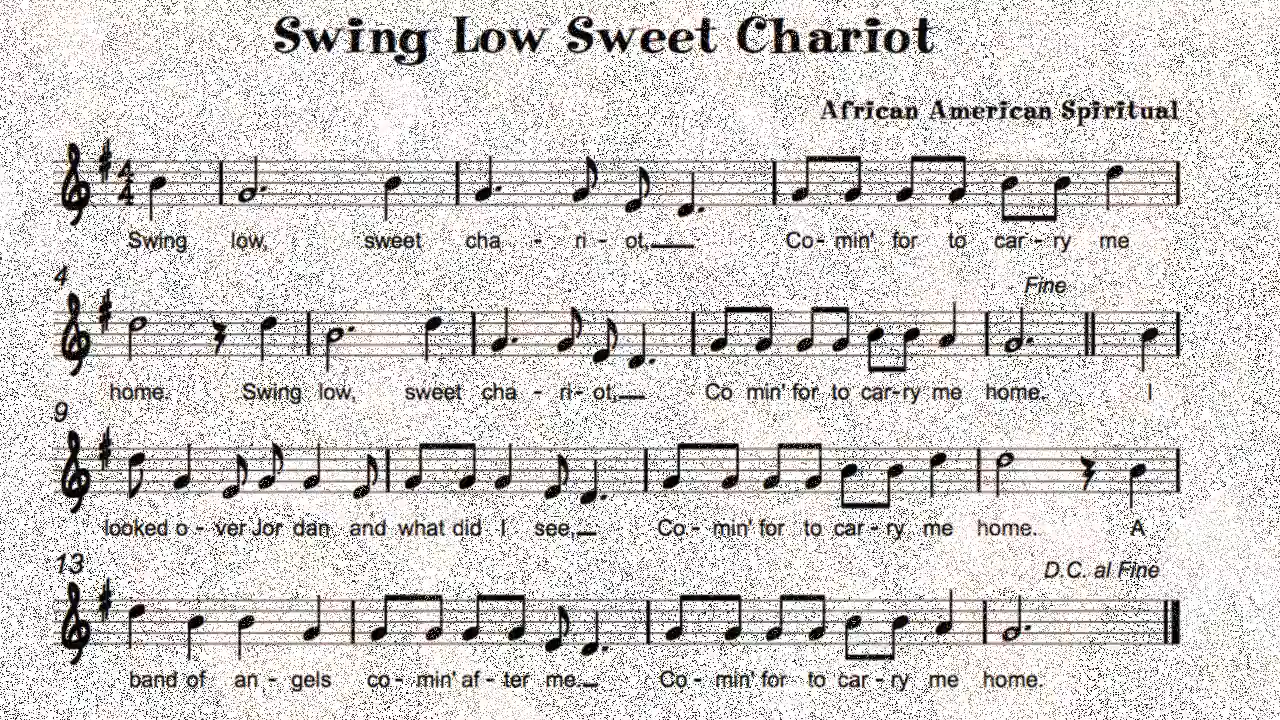 Swing Low Sweet Chariot
African American Spiritual
4 4
Swing low, sweet cha - ri - ot, Co- min' for to car - ry me
4
Fine
home. Swing low, sweet cha - ri- ot, Co min' for to car-ry me home. I
9
looked o - ver Jor dan and what did I see, Co - min' for to car - ry me home. A
13
D.C. al Fine
band of an - gels co - min' af - ter me. Co - min' for to car - ry me home.